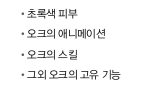 • 초록색 피부
• 오크의 애니메이션
• 오크의 스킬
• 그외 오크의 고유 기능